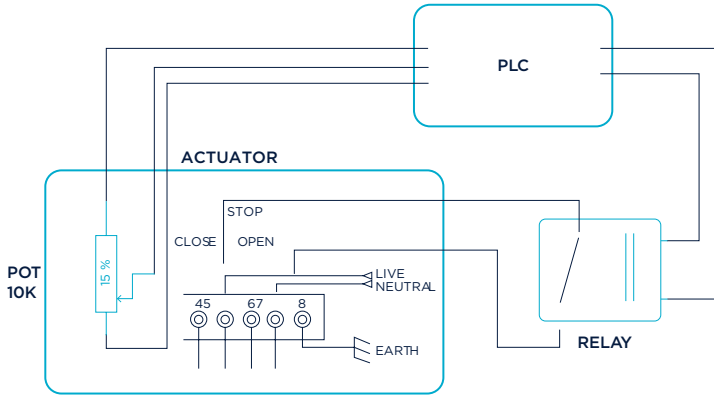 PLC
ACTUATOR
STOP
CLOSE OPEN
POT
10K
15 %
LIVE
NEUTRAL
45 67 8
EARTH
RELAY